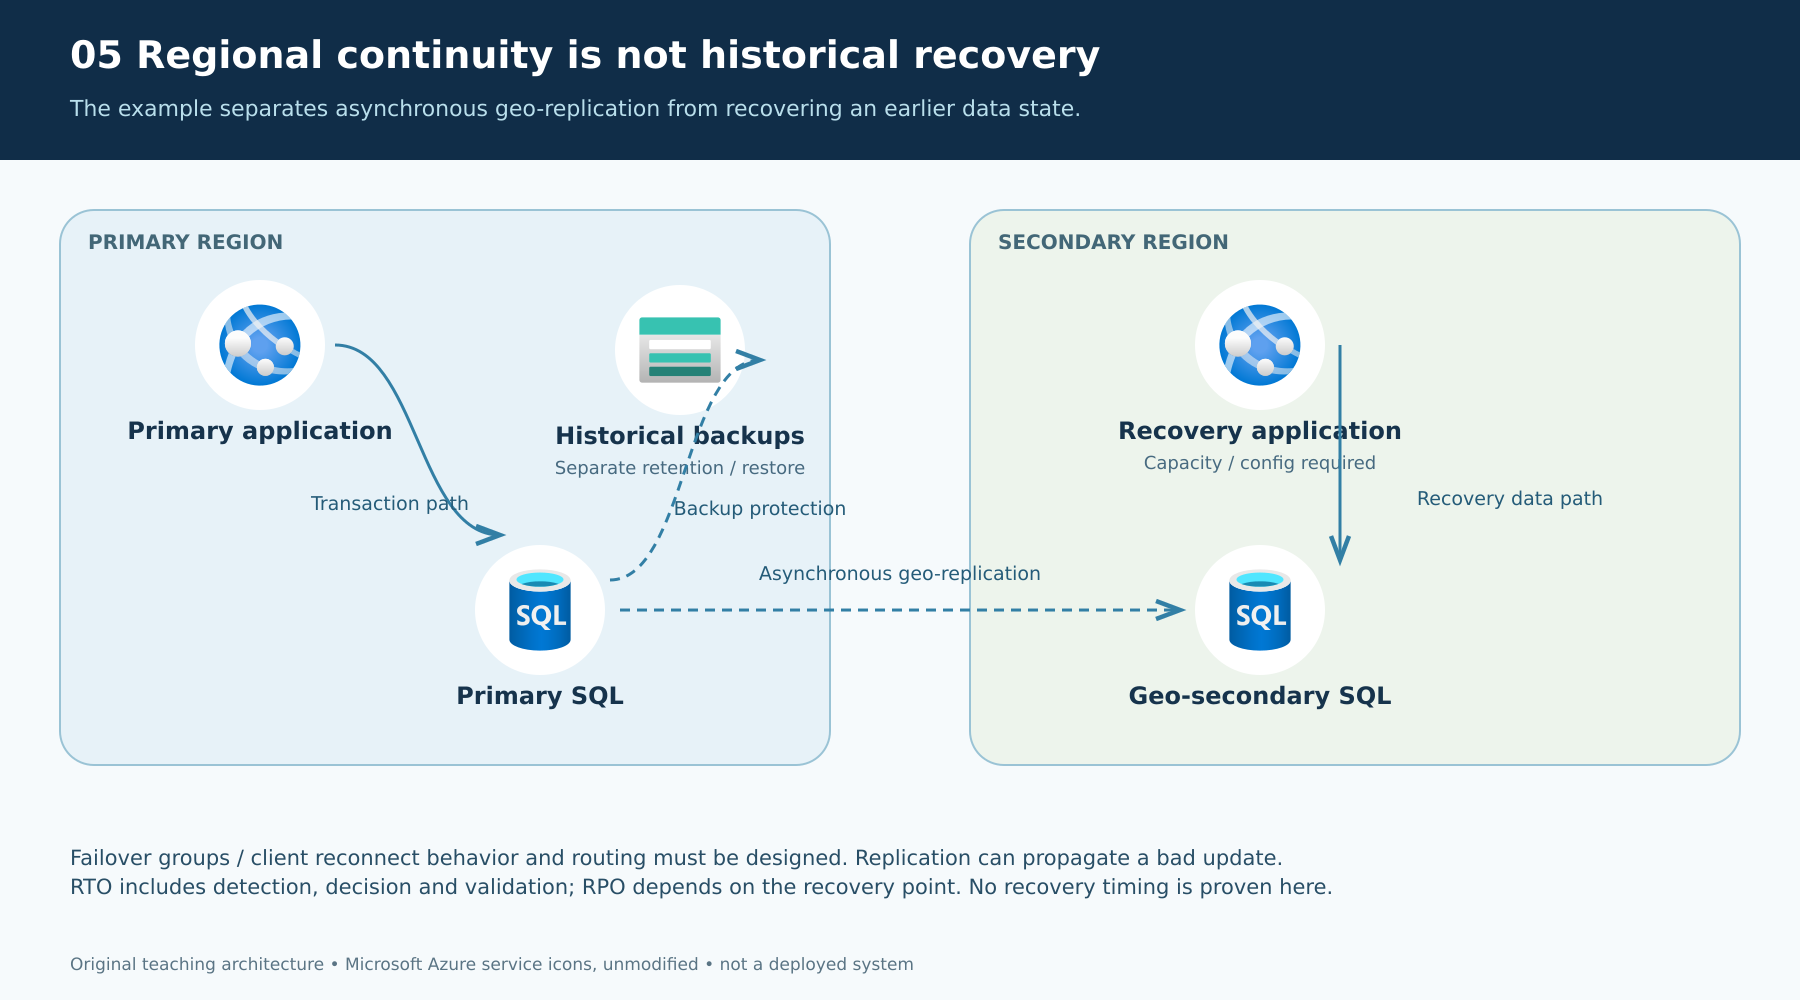 05 Regional continuity is not historical recovery
The example separates asynchronous geo-replication from recovering an earlier data state.
PRIMARY REGION
Primary application
Historical backups
Separate retention / restore
Transaction path
Backup protection
Asynchronous geo-replication
SQL
Primary SQL
SECONDARY REGION
Recovery application
Capacity / config required
Recovery data path
SQL
Geo-secondary SQL
Failover groups / client reconnect behavior and routing must be designed. Replication can propagate a bad update.
RTO includes detection, decision and validation; RPO depends on the recovery point. No recovery timing is proven here.
Original teaching architecture • Microsoft Azure service icons, unmodified • not a deployed system